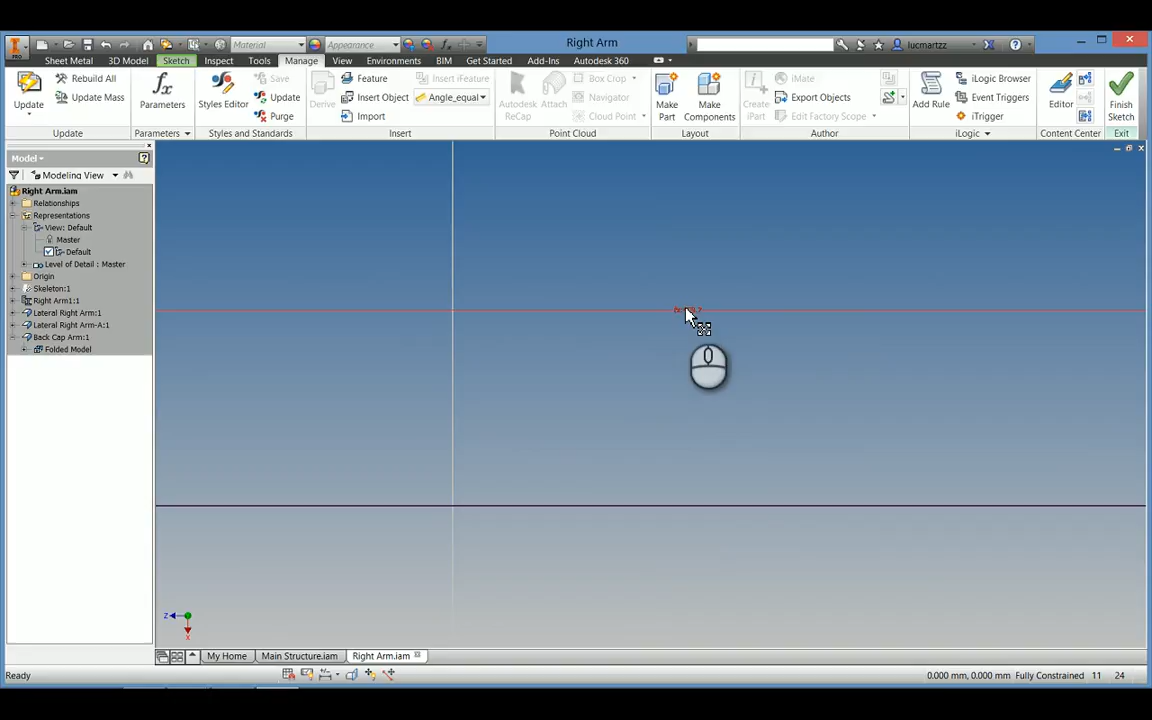 Material
Appearance
Right Arm
lucmartzz
PRO
Sheet Metal 3D Model Sketch Inspect Tools Manage View Environments BIM Get Started Add-Ins Autodesk 360
Update
Rebuild All
Update Mass
Update
Parameters
Parameters
Styles Editor
Save
Update
Purge
Styles and Standards
Derive
Feature
Insert Object
Import
Insert iFeature
Angle_equal
Insert
Autodesk ReCap
Attach
Box Crop
Navigator
Cloud Point
Point Cloud
Make Part
Make Components
Layout
Create iPart
iMate
Export Objects
Edit Factory Scope
Author
Add Rule
iLogic Browser
Event Triggers
iTrigger
iLogic
Editor
Content Center
Finish Sketch
Exit
Model
Modeling View
Right Arm.iam
Relationships
Representations
View: Default
Master
Default
Level of Detail : Master
Origin
Skeleton:1
Right Arm1:1
Lateral Right Arm:1
Lateral Right Arm-A:1
Back Cap Arm:1
Folded Model
z
x
My Home
Main Structure.iam
Right Arm.iam
Ready
0.000 mm, 0.000 mm Fully Constrained 11 24